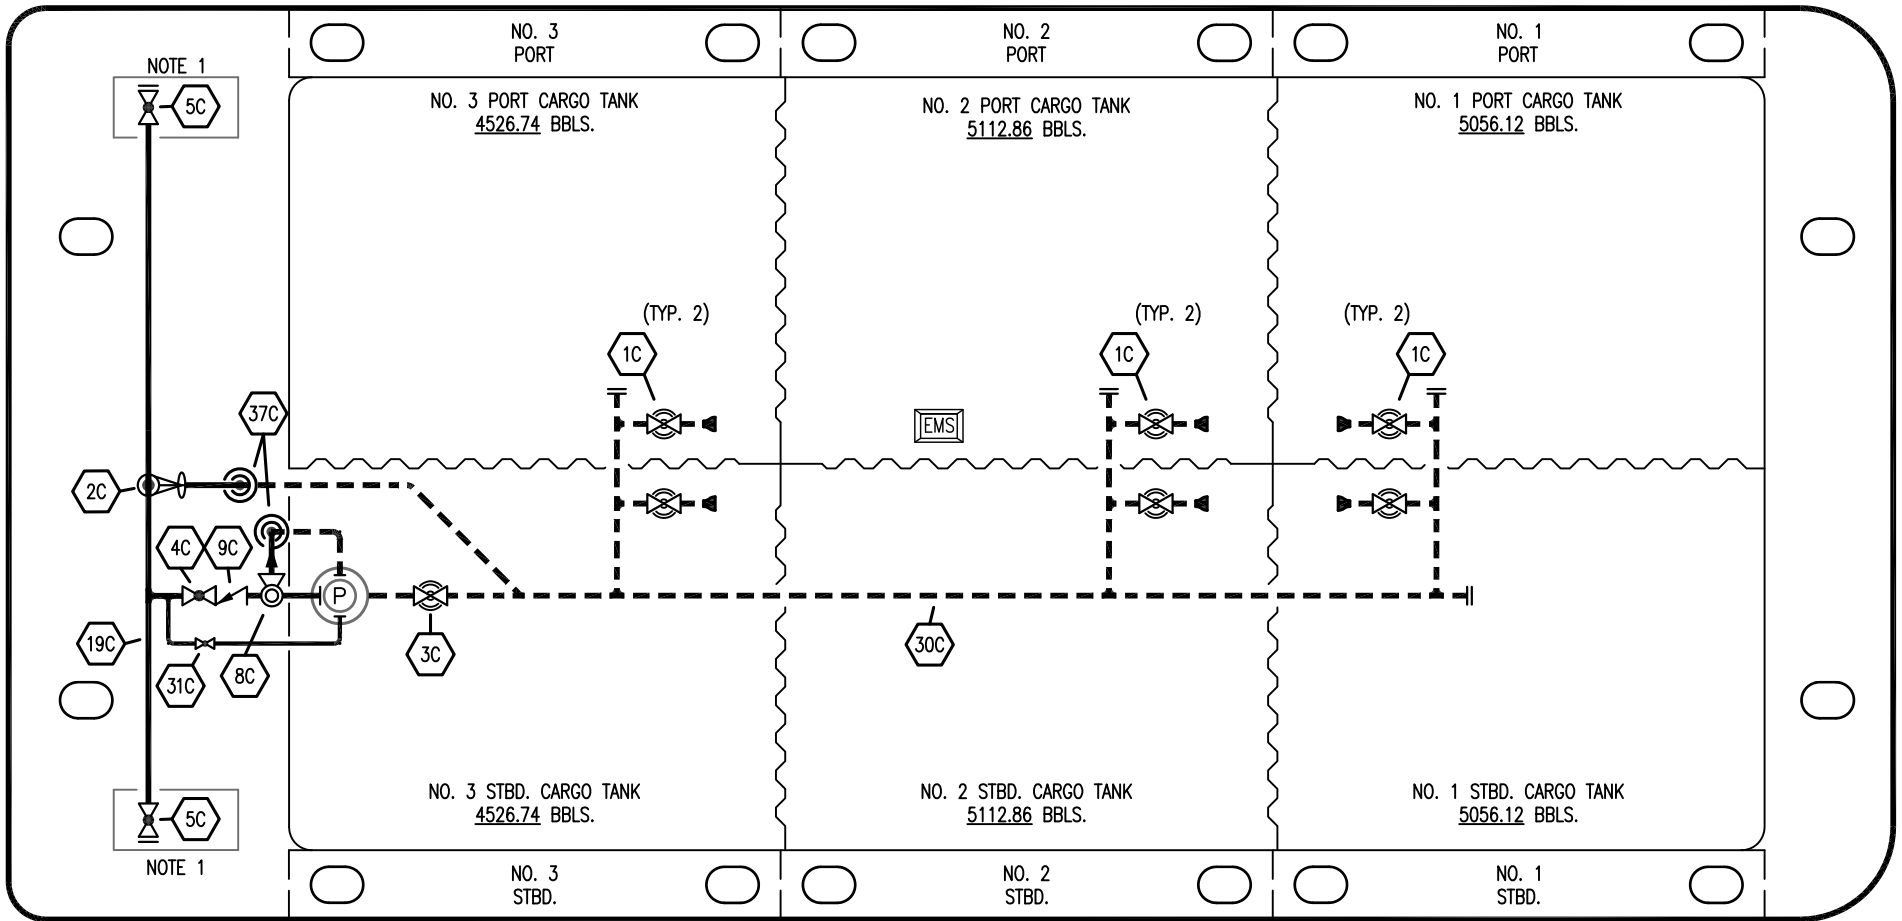 NO. 3
PORT
NO. 2
PORT
NO. 1
PORT
NOTE 1
5C
NO. 3 PORT CARGO TANK
4526.74 BBLS.
NO. 2 PORT CARGO TANK
5112.86 BBLS.
NO. 1 PORT CARGO TANK
5056.12 BBLS.
(TYP. 2)
(TYP. 2)
(TYP. 2)
1C
1C
1C
37C
EMS
2C
4C
9C
P
19C
31C
8C
3C
30C
NO. 3 STBD. CARGO TANK
4526.74 BBLS.
NO. 2 STBD. CARGO TANK
5112.86 BBLS.
NO. 1 STBD. CARGO TANK
5056.12 BBLS.
5C
NOTE 1
NO. 3
STBD.
NO. 2
STBD.
NO. 1
STBD.